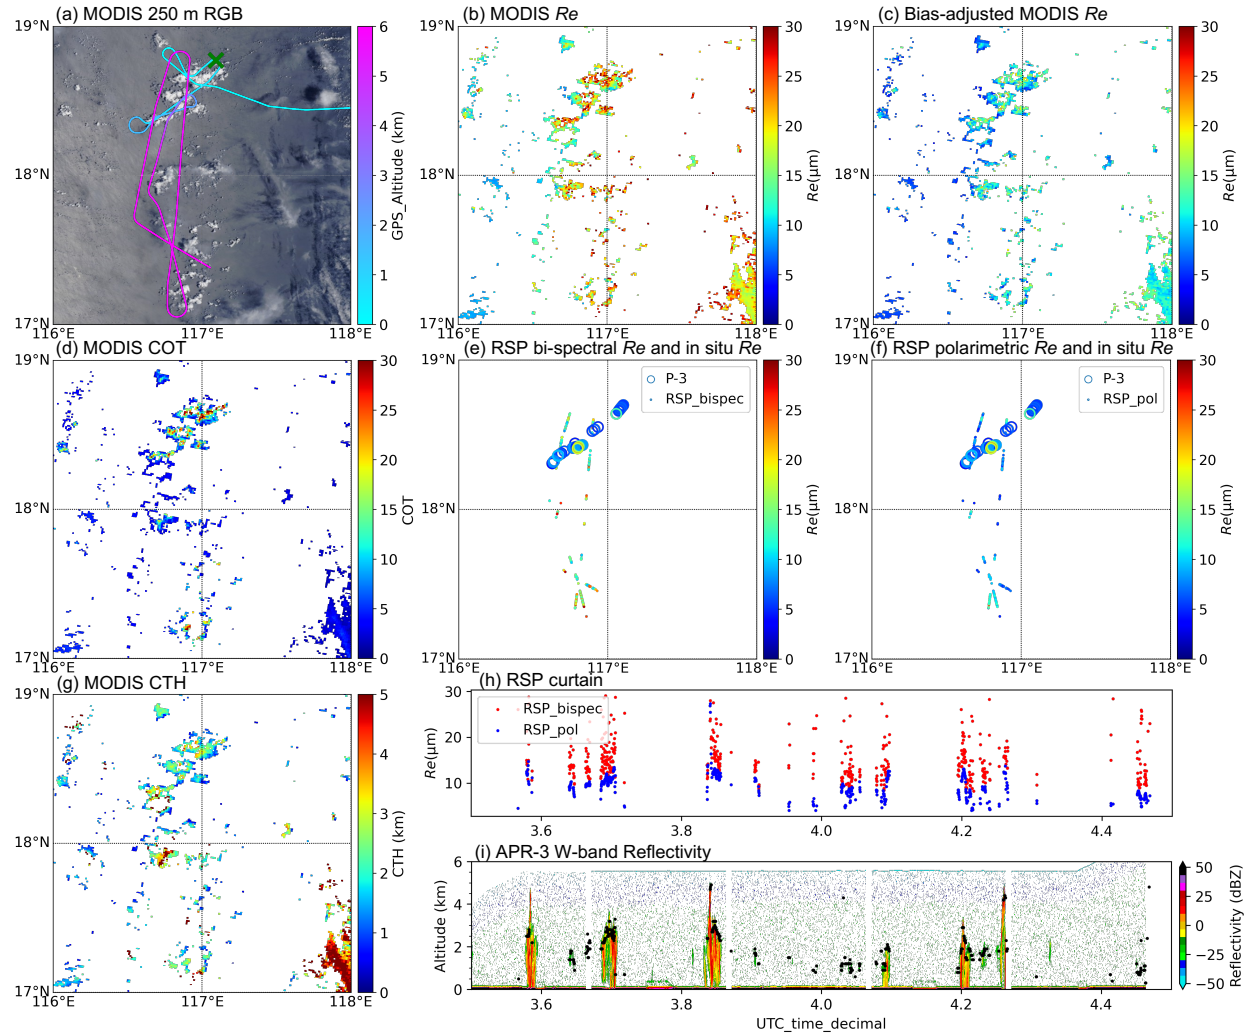 (a) MODIS 250 m RGB
19°N
18°N
17°N
116°E
117°E
118°E
6
5
4
3
2
1
0
GPS_Altitude (km)
(b) MODIS Re
19°N
18°N
17°N
116°E
117°E
118°E
30
25
20
15
10
5
0
Re(μm)
(c) Bias-adjusted MODIS Re
19°N
18°N
17°N
116°E
117°E
118°E
30
25
20
15
10
5
0
Re(μm)
(d) MODIS COT
19°N
18°N
17°N
116°E
117°E
118°E
30
25
20
15
10
5
0
COT
(e) RSP bi-spectral Re and in situ Re
P-3
RSP_bispec
19°N
18°N
17°N
116°E
117°E
118°E
30
25
20
15
10
5
0
Re(μm)
(f) RSP polarimetric Re and in situ Re
P-3
RSP_pol
19°N
18°N
17°N
116°E
117°E
118°E
30
25
20
15
10
5
0
Re(μm)
(g) MODIS CTH
19°N
18°N
17°N
116°E
117°E
118°E
5
4
3
2
1
0
CTH (km)
(h) RSP curtain
RSP_bispec
RSP_pol
30
20
10
Re(μm)
3.6
3.8
4.0
4.2
4.4
(i) APR-3 W-band Reflectivity
6
4
2
0
Altitude (km)
3.6
3.8
4.0
4.2
4.4
UTC_time_decimal
50
25
0
−25
−50
Reflectivity (dBZ)